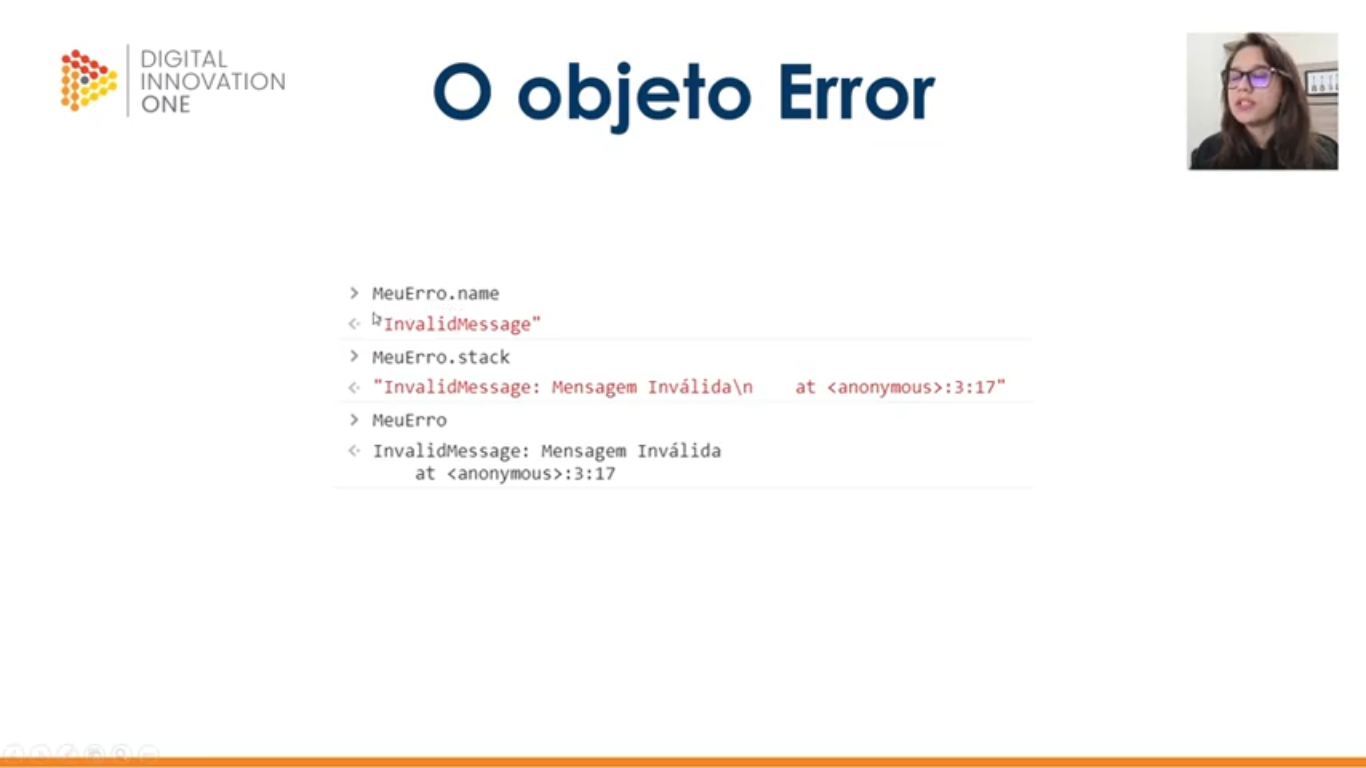 DIGITAL
INNOVATION
ONE
O objeto Error
> MeuErro.name
"InvalidMessage"
> MeuErro.stack
"InvalidMessage: Mensagem Inválida\n    at <anonymous>:3:17"
> MeuErro
InvalidMessage: Mensagem Inválida
    at <anonymous>:3:17